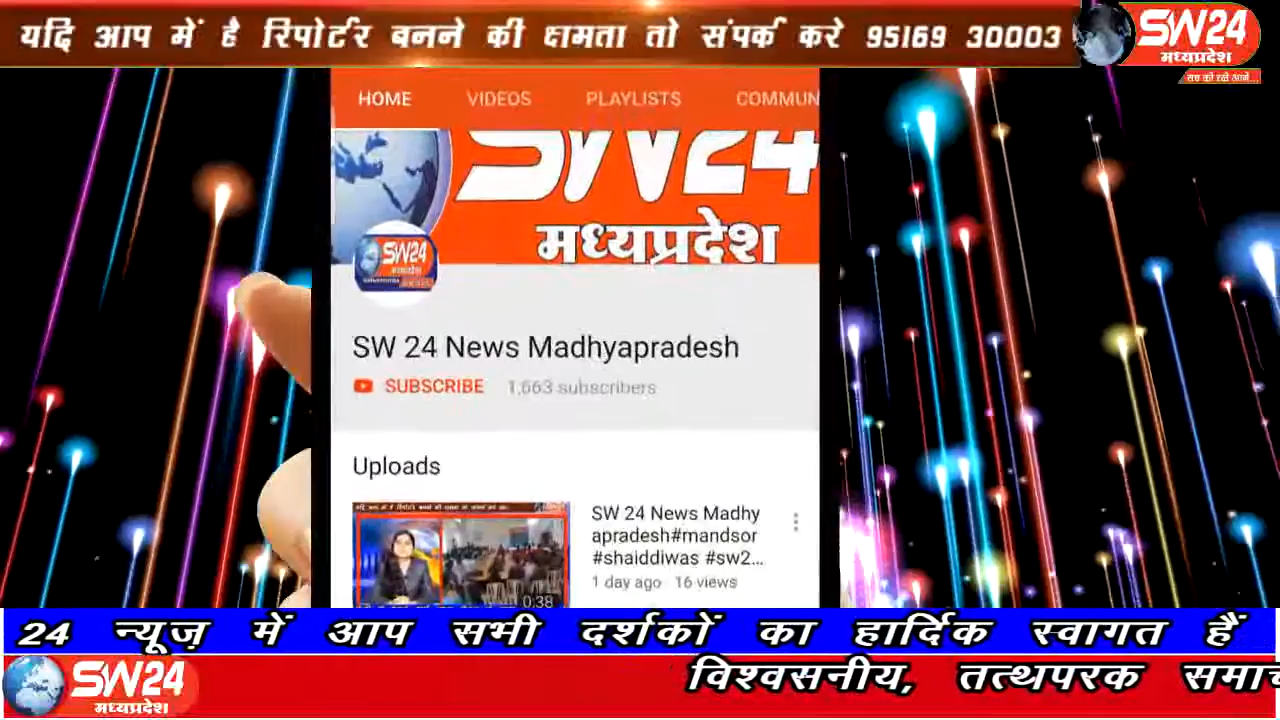 यदि आप में है रिपोर्टर बनने की क्षमता तो संपर्क करे 95169 30003
SW24
मध्यप्रदेश
HOME VIDEOS PLAYLISTS COMMUN
SW24
मध्यप्रदेश
SW24
SW 24 News Madhyapradesh
SUBSCRIBE 1,663 subscribers
Uploads
SW 24 News Madhy
apradesh#mandsor
#shaiddiwas #sw2...
1 day ago 16 views
0:38
24 न्यूज़ में आप सभी दर्शकों का हार्दिक स्वागत हैं
विश्वसनीय, तत्थपरक समाच
SW24
मध्यप्रदेश